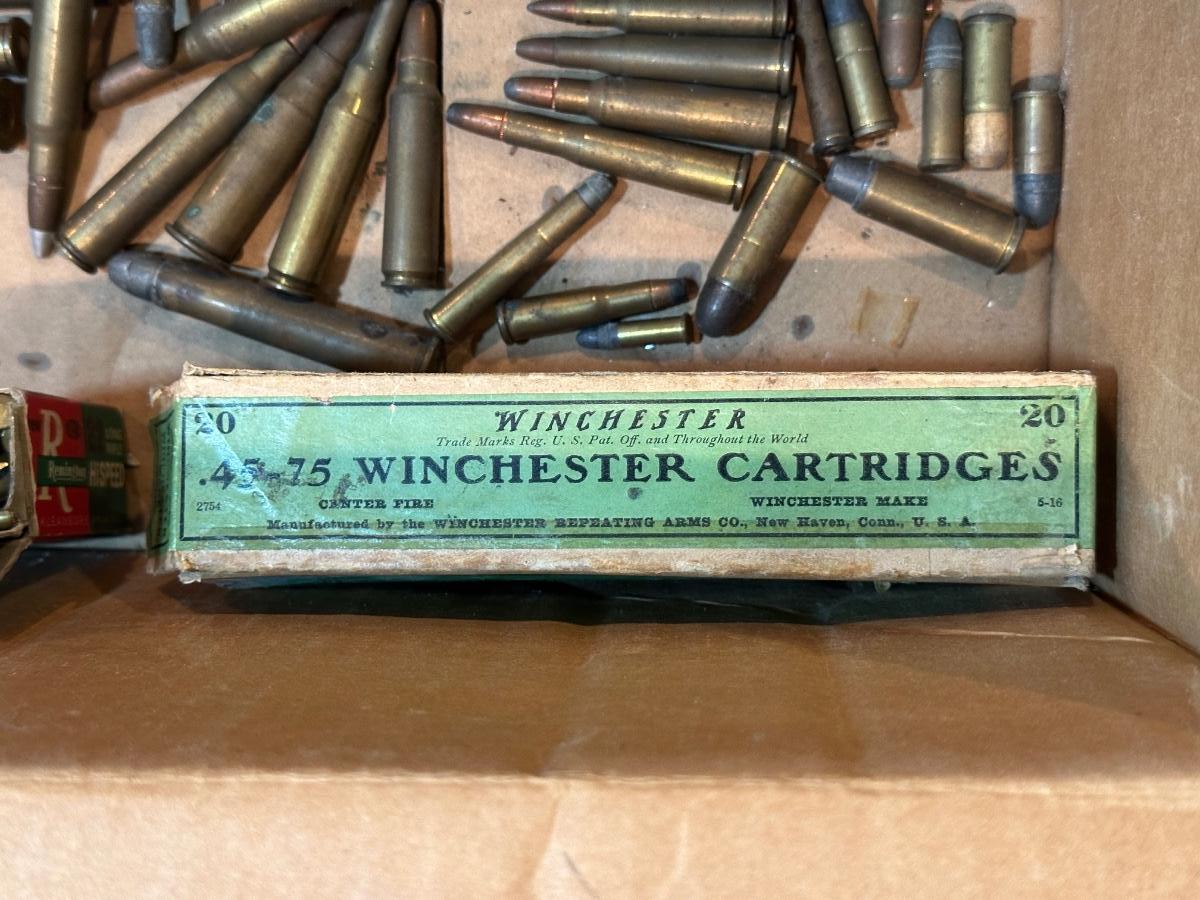 20 WINCHESTER 20
Trade Marks Reg. U. S. Pat. Off. and Throughout the World
.45-75 WINCHESTER CARTRIDGES
2754 CENTER FIRE WINCHESTER MAKE 5-16
Manufactured by the WINCHESTER REPEATING ARMS CO., New Haven, Conn., U. S. A.
R
Remington
HISPEED